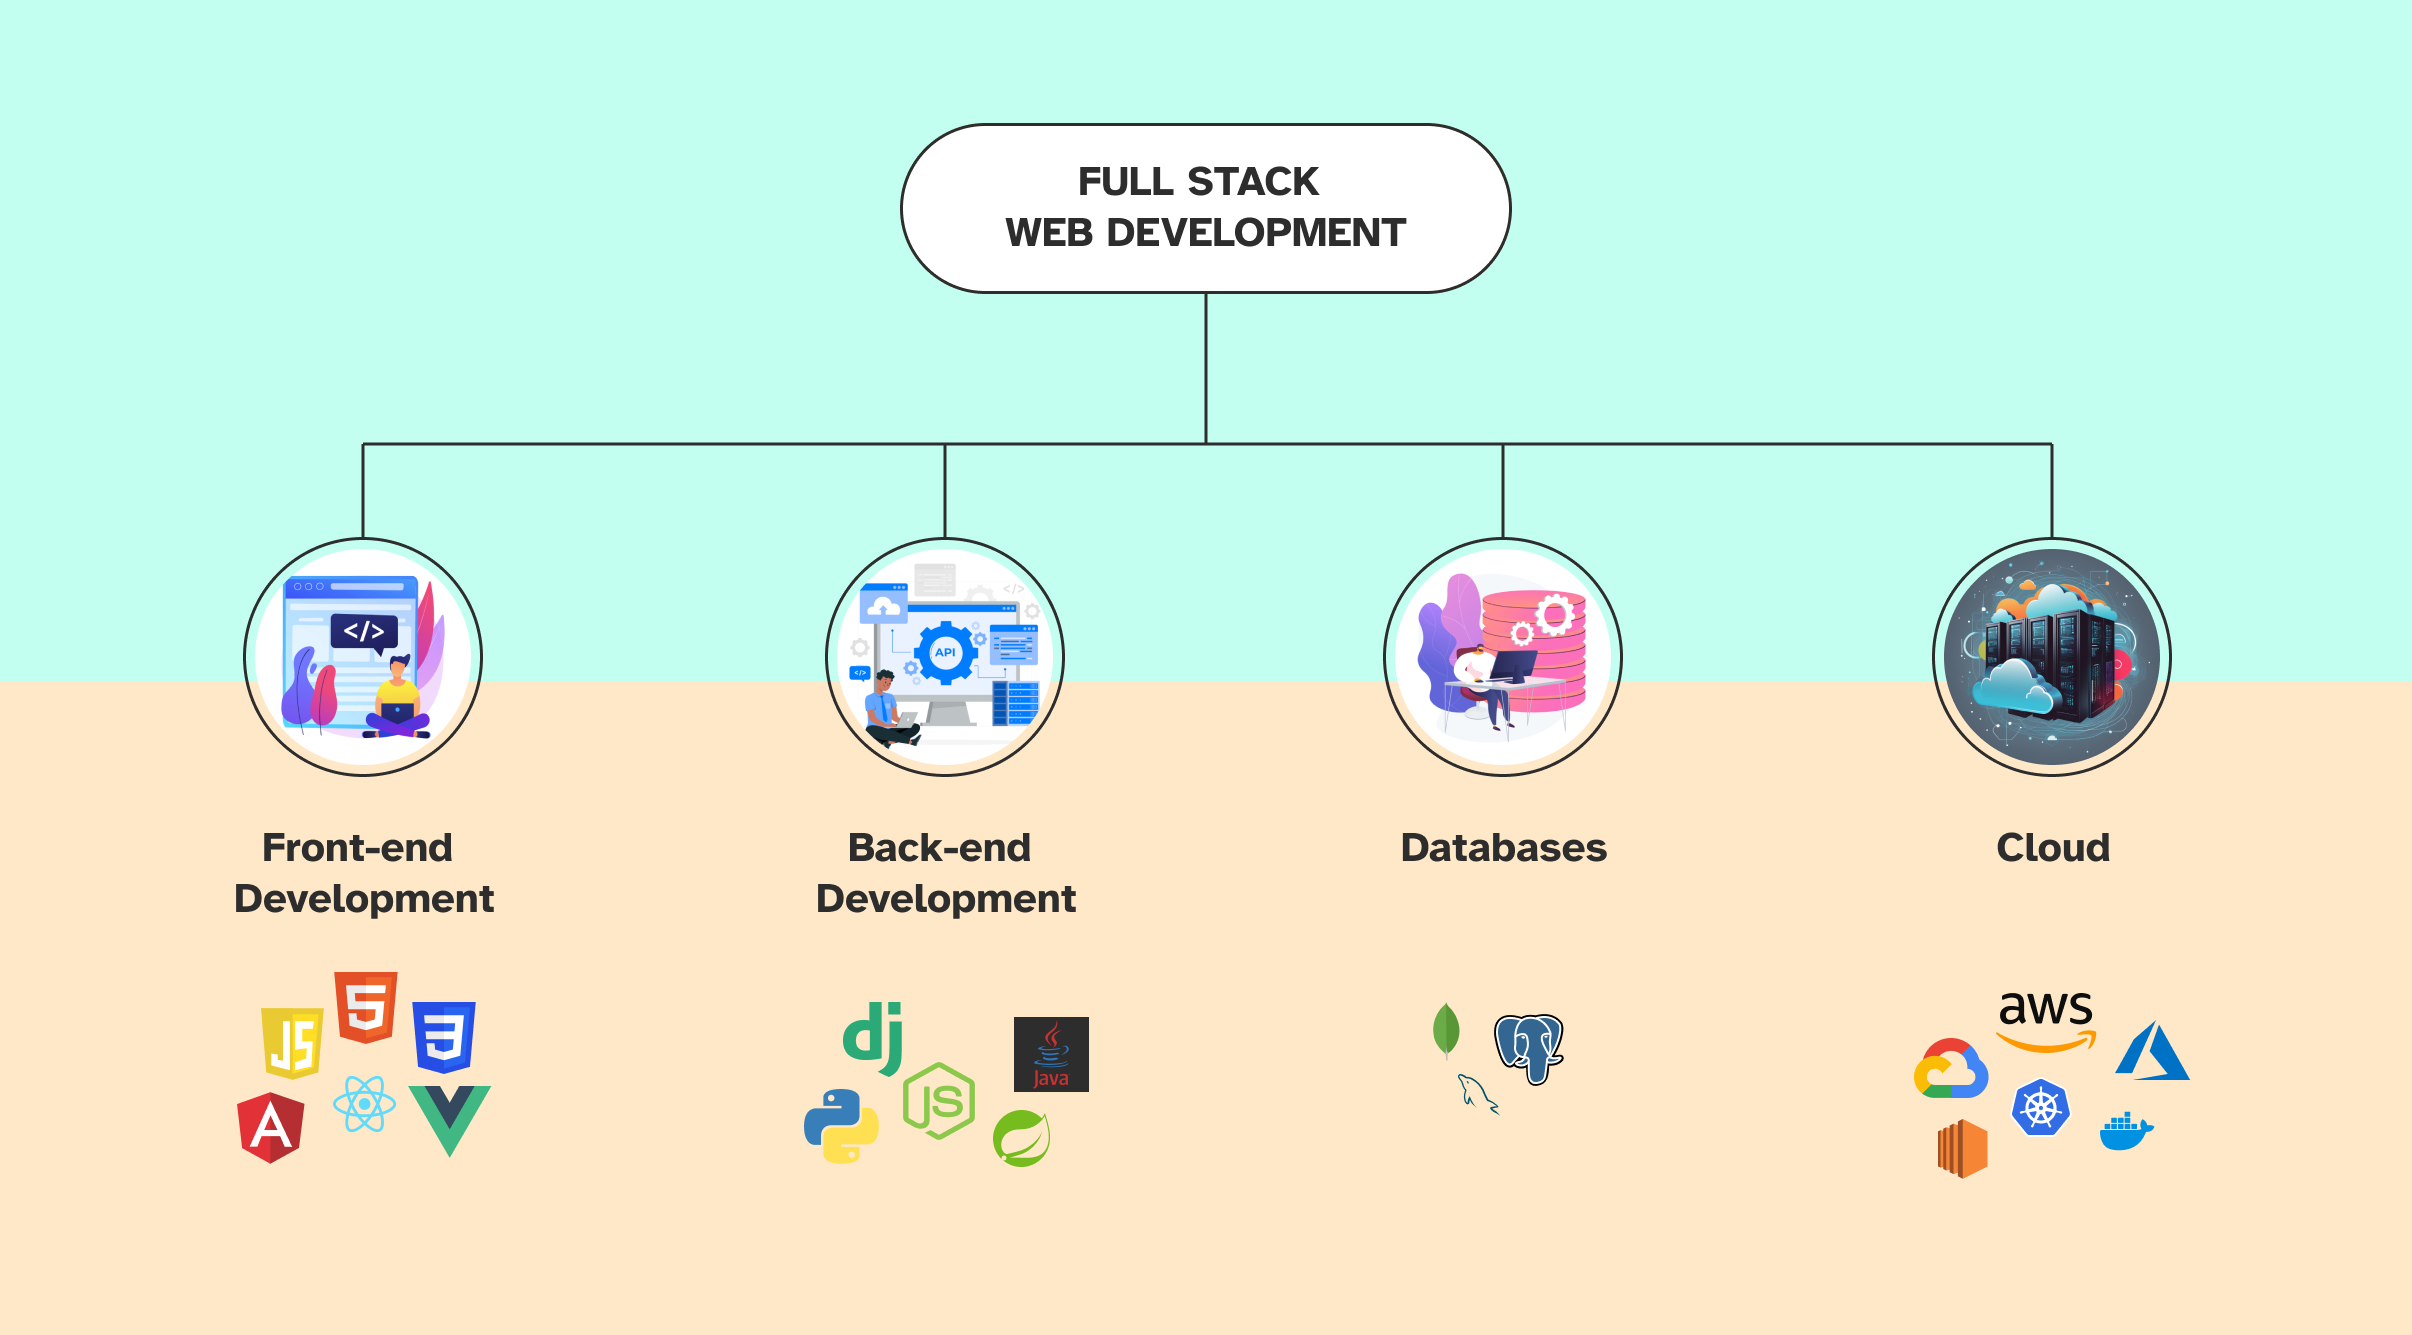 FULL STACK
WEB DEVELOPMENT
</>
API
</>
</>
Front-end
Development
Back-end
Development
Databases
Cloud
JS
5
3
A
dj
JS
Java
aws